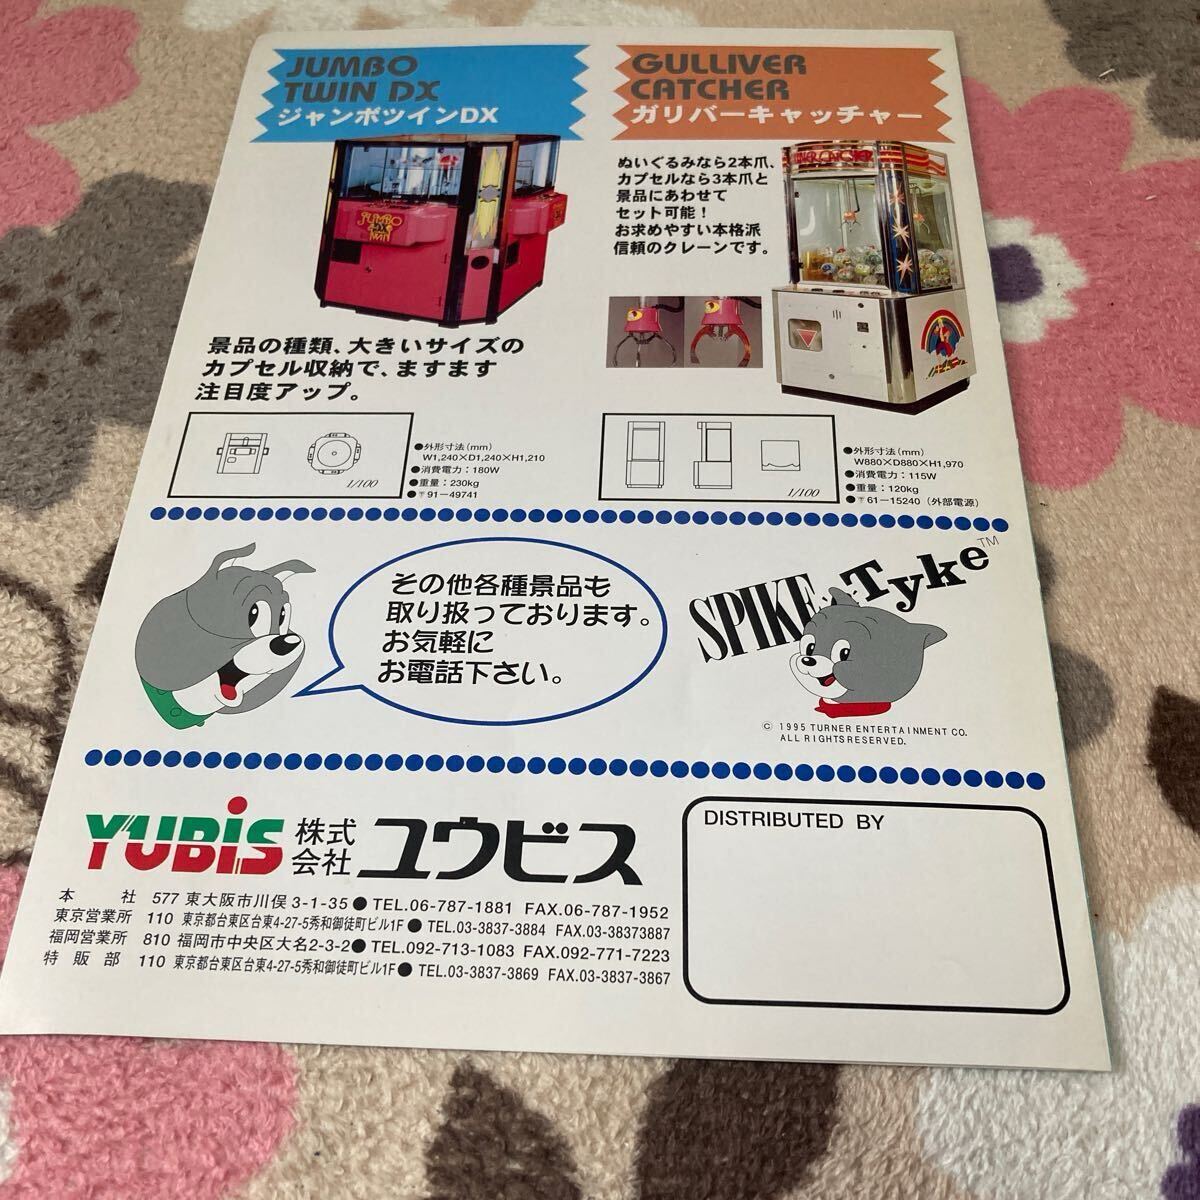 JUMBO
TWIN DX
ジャンボツインDX
景品の種類、大きいサイズの
カプセル収納で、ますます
注目度アップ。
JUMBO
TWIN
1/100
●外形寸法(mm)
W1,240×D1,240×H1,210
●消費電力:180W
●重量:230kg
●〒91-49741
GULLIVER
CATCHER
ガリバーキャッチャー
ぬいぐるみなら2本爪、
カプセルなら3本爪と
景品にあわせて
セット可能!
お求めやすい本格派
信頼のクレーンです。
CATCHER
1/100
●外形寸法(mm)
W880×D880×H1,970
●消費電力:115W
●重量:120kg
●〒61-15240(外部電源)
その他各種景品も
取り扱っております。
お気軽に
お電話下さい。
SPIKE AND Tyke™
© 1995 TURNER ENTERTAINMENT CO.
ALL RIGHTS RESERVED.
YUBiS 株式会社 ユウビス
本社 577 東大阪市川俣3-1-35●TEL.06-787-1881 FAX.06-787-1952
東京営業所 110 東京都台東区台東4-27-5秀和御徒町ビル1F●TEL.03-3837-3884 FAX.03-38373887
福岡営業所 810 福岡市中央区大名2-3-2●TEL.092-713-1083 FAX.092-771-7223
特販部 110 東京都台東区台東4-27-5秀和御徒町ビル1F●TEL.03-3837-3869 FAX.03-3837-3867
DISTRIBUTED BY